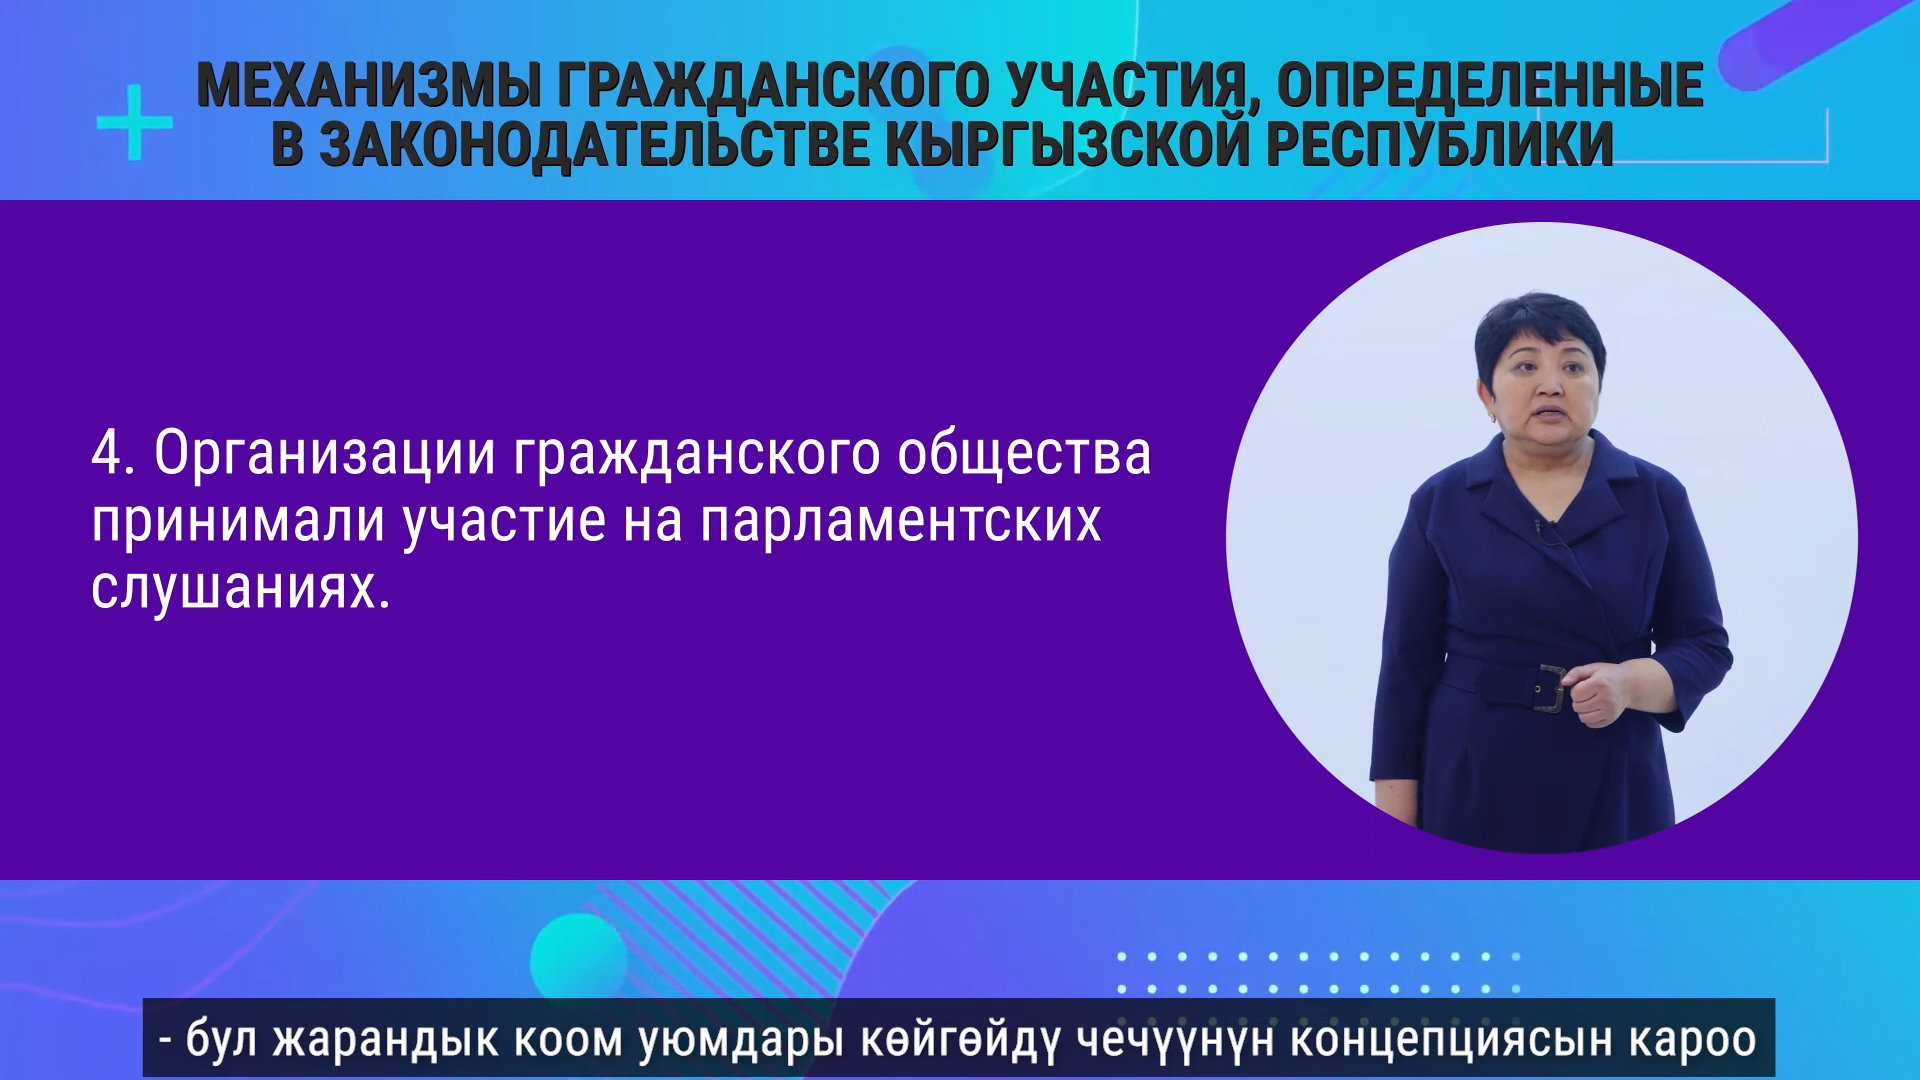 МЕХАНИЗМЫ ГРАЖДАНСКОГО УЧАСТИЯ, ОПРЕДЕЛЕННЫЕ
В ЗАКОНОДАТЕЛЬСТВЕ КЫРГЫЗСКОЙ РЕСПУБЛИКИ
4. Организации гражданского общества
принимали участие на парламентских
слушаниях.
- бул жарандык коом уюмдары көйгөйдү чечүүнүн концепциясын кароо